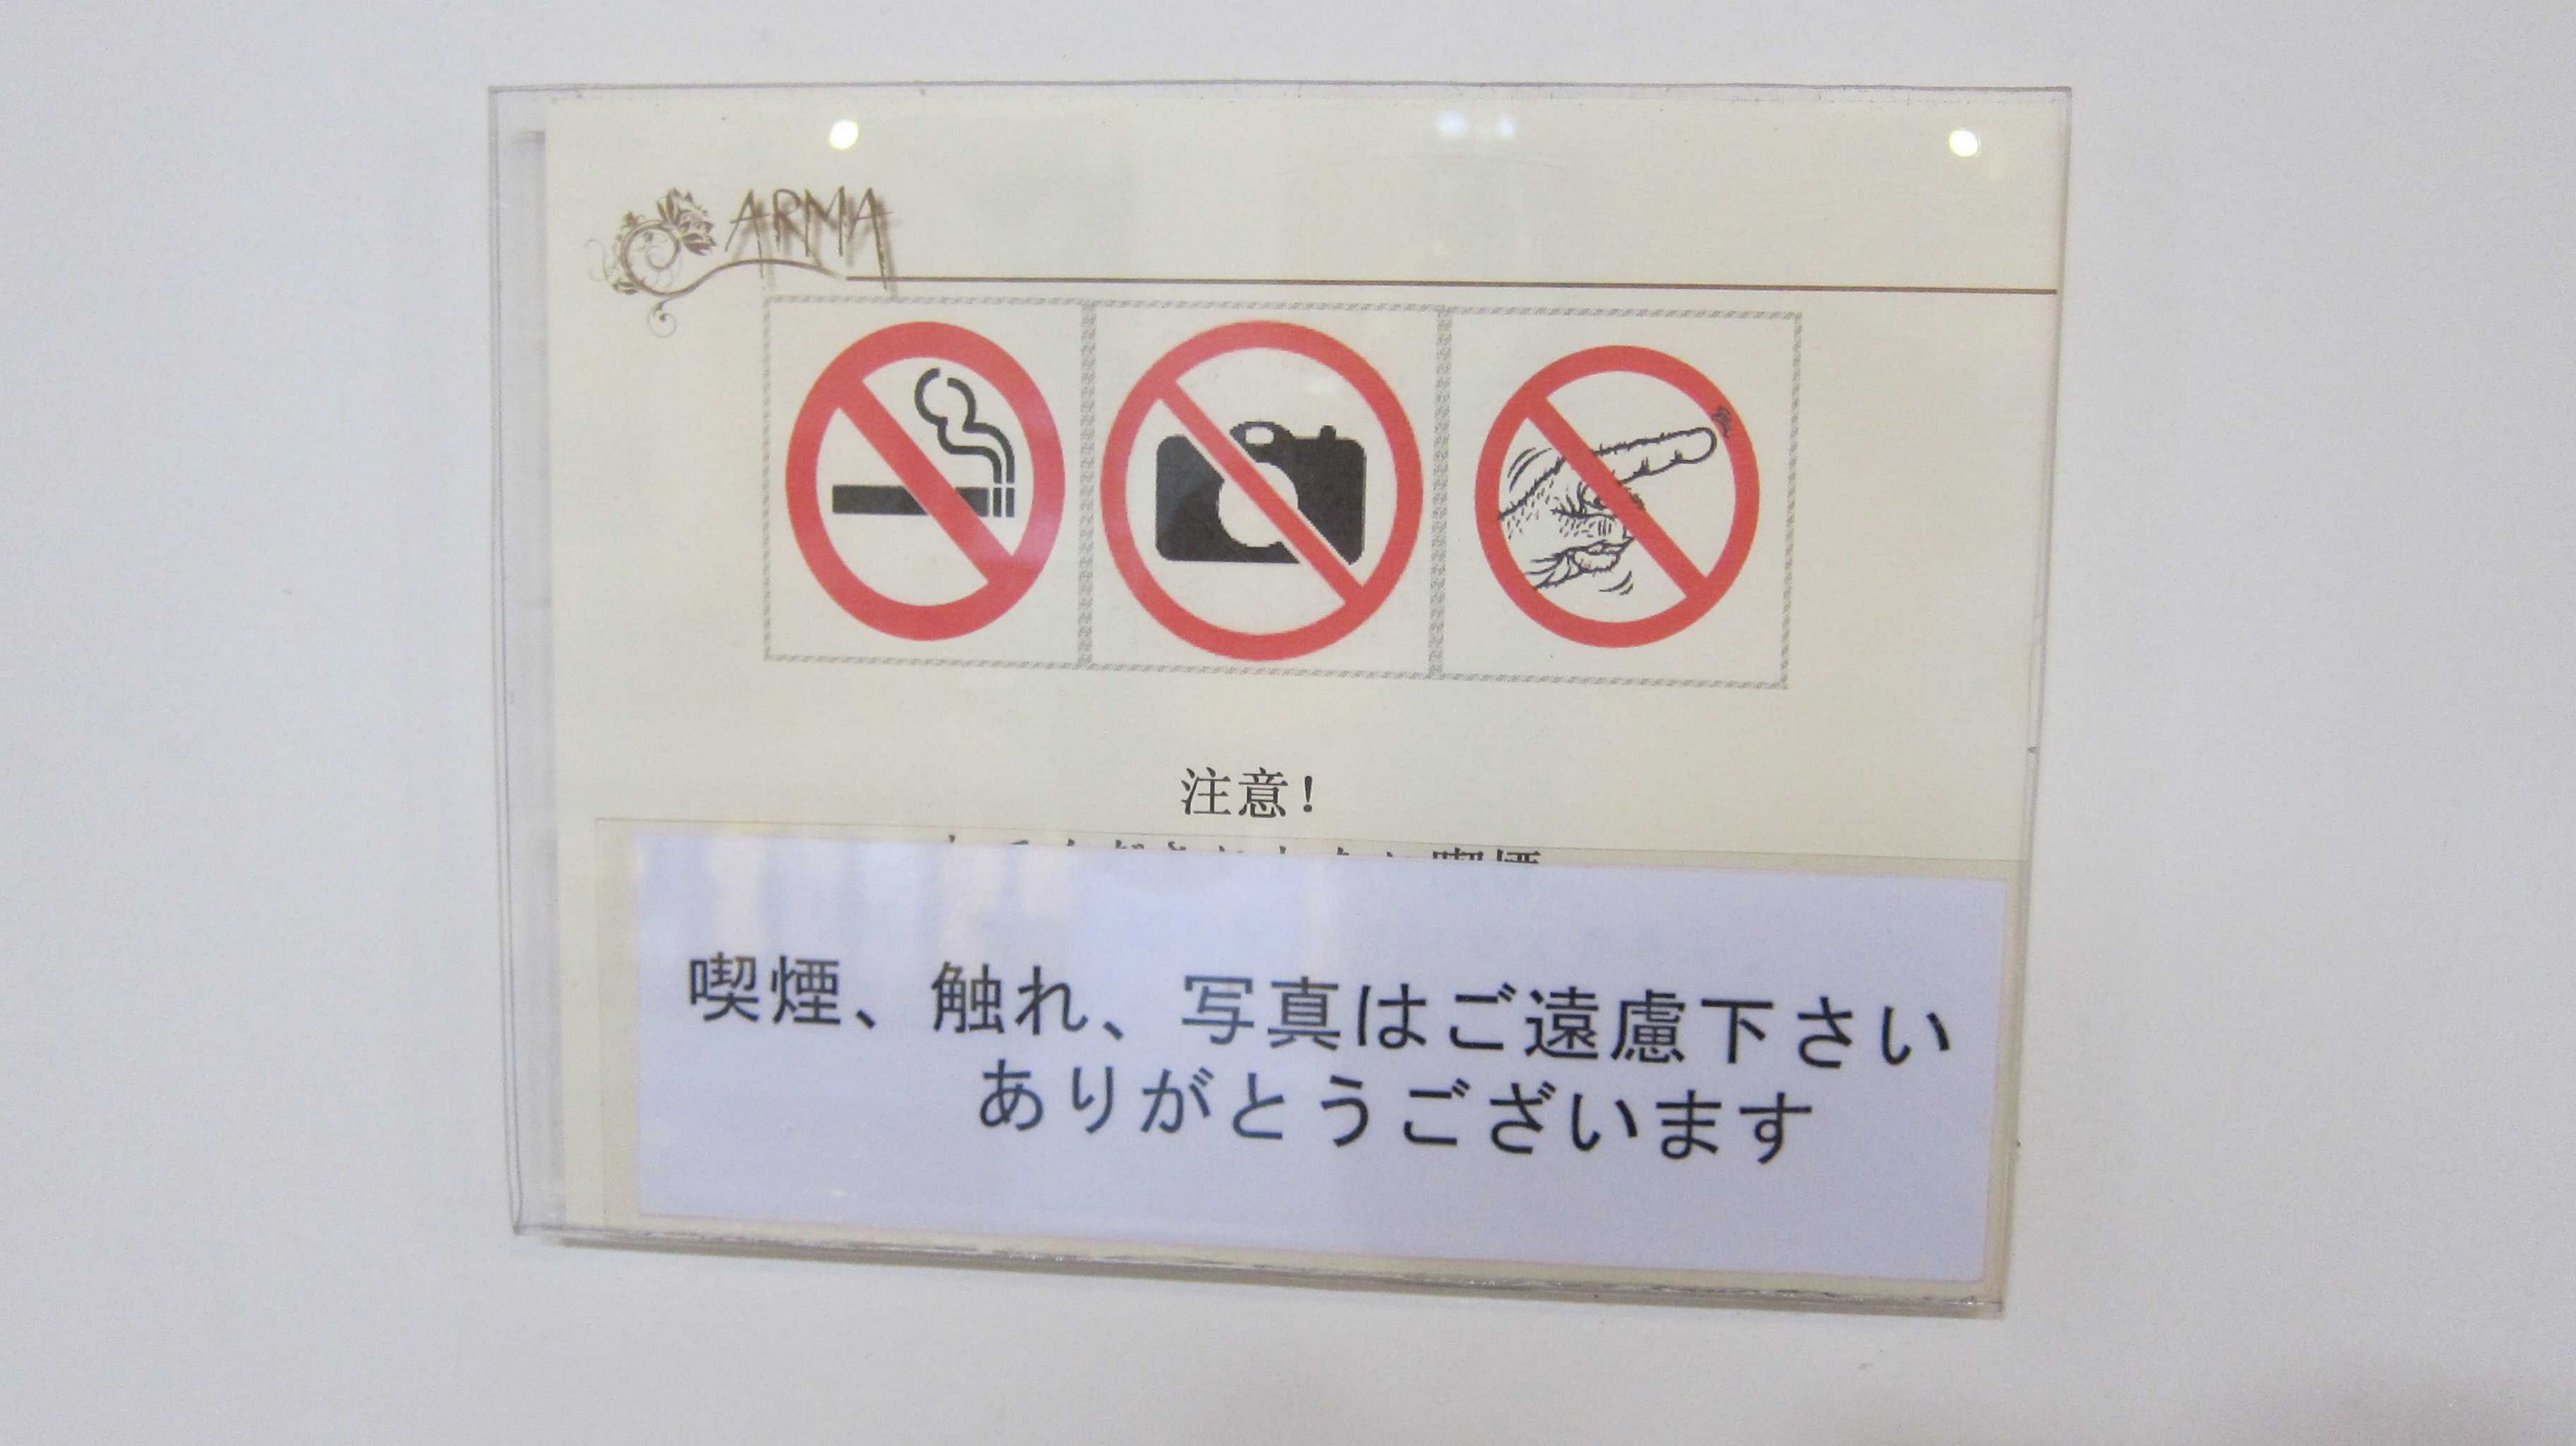 ARMA
注意!
喫煙、触れ、写真はご遠慮下さい
ありがとうございます